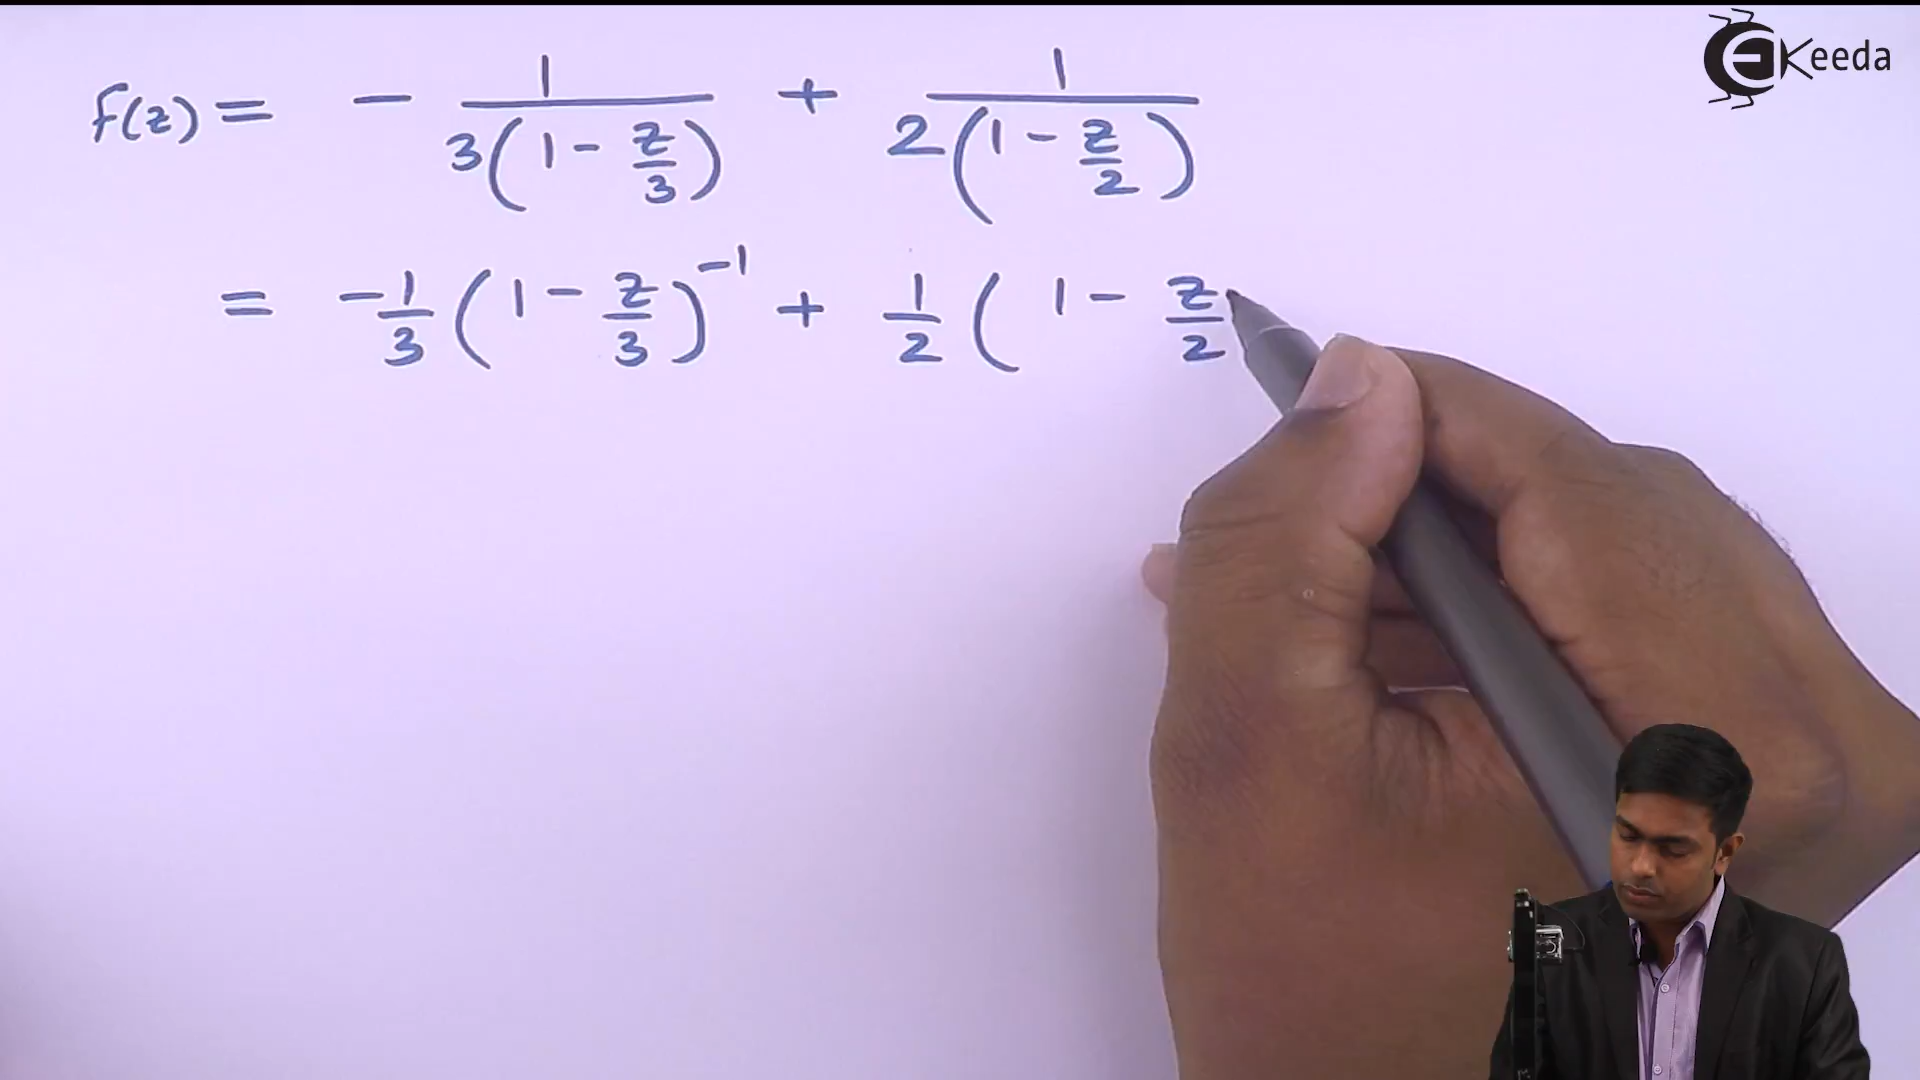 EKeeda
f(z) = - 1/3(1 - z/3) + 1/2(1 - z/2)
= -1/3 (1 - z/3)^-1 + 1/2 ( 1 - z/2